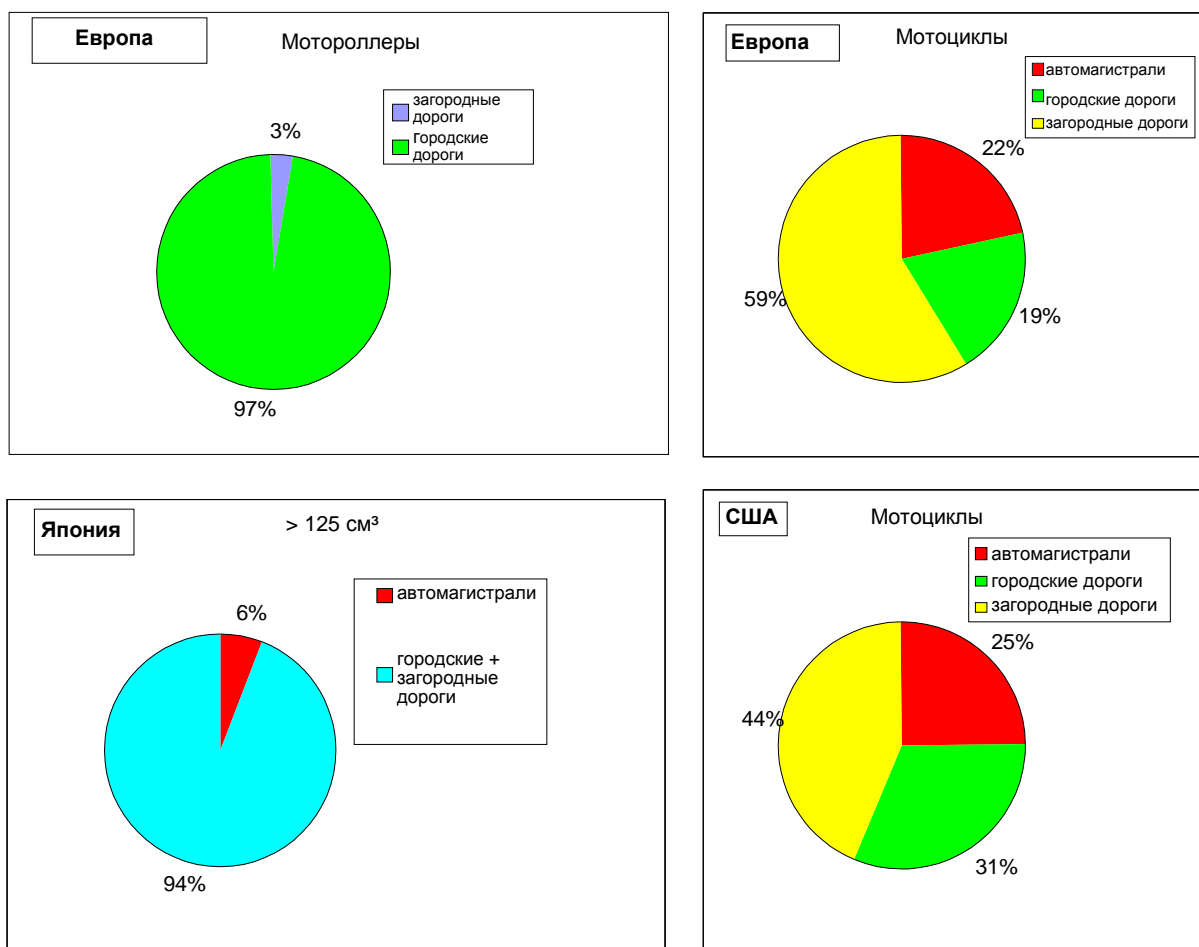 Европа
Мотороллеры
загородные
дороги
городские
дороги
3%
97%
Европа
Мотоциклы
автомагистрали
городские дороги
загородные дороги
22%
59%
19%
Япония
> 125 см³
автомагистрали
городские +
загородные
дороги
6%
94%
США
Мотоциклы
автомагистрали
городские дороги
загородные дороги
25%
44%
31%